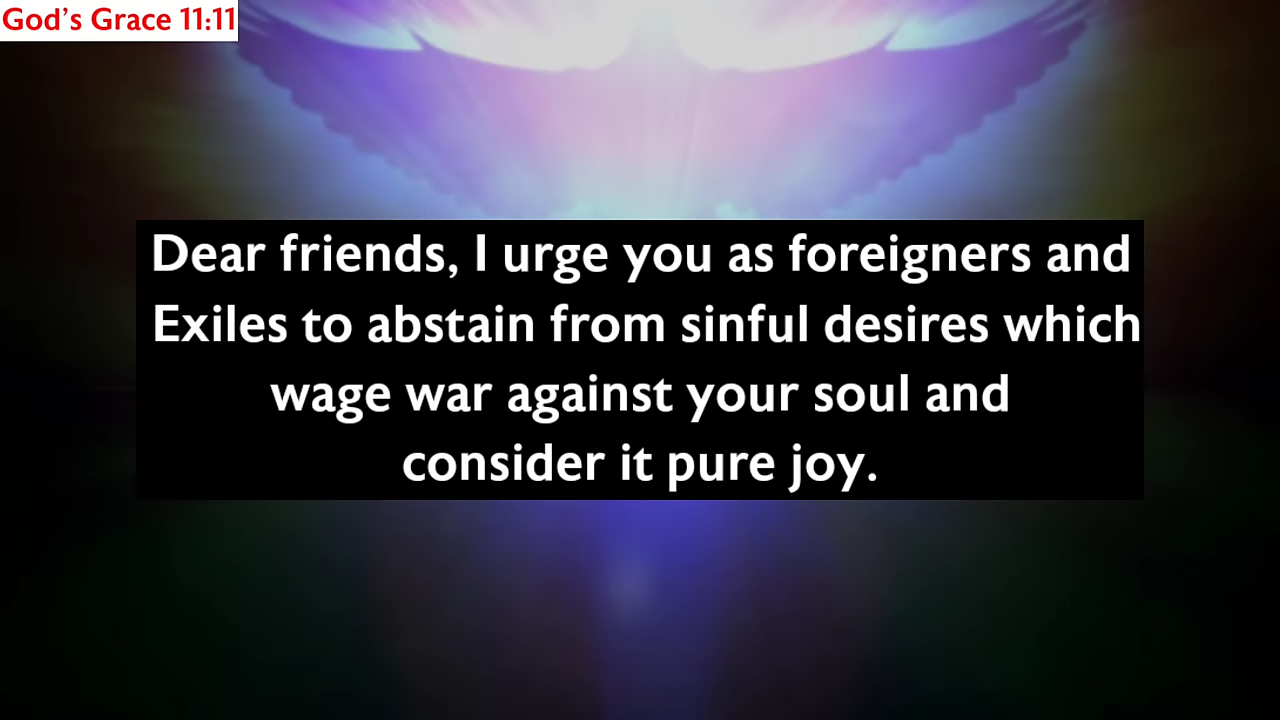 God's Grace 11:11
Dear friends, I urge you as foreigners and
Exiles to abstain from sinful desires which
wage war against your soul and
consider it pure joy.